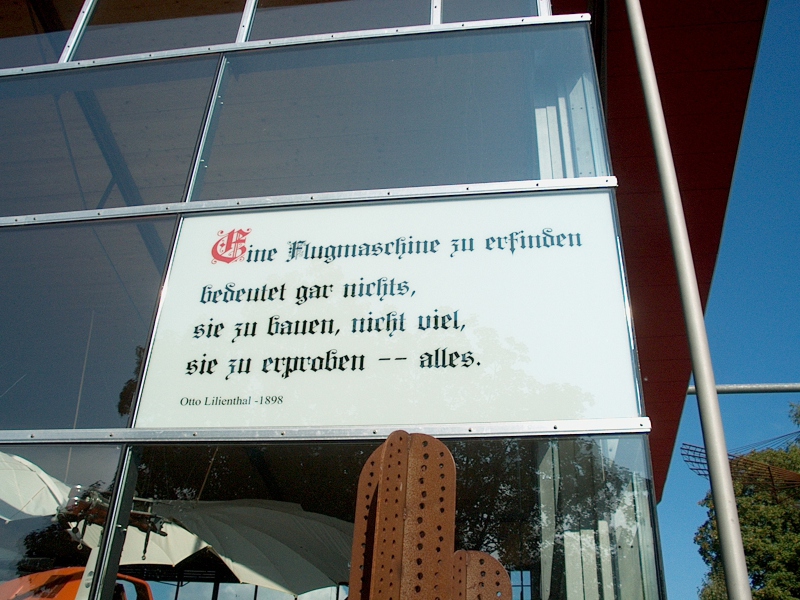 Eine Flugmaschine zu erfinden
bedeutet gar nichts,
sie zu bauen, nicht viel,
sie zu erproben -- alles.
Otto Lilienthal -1898